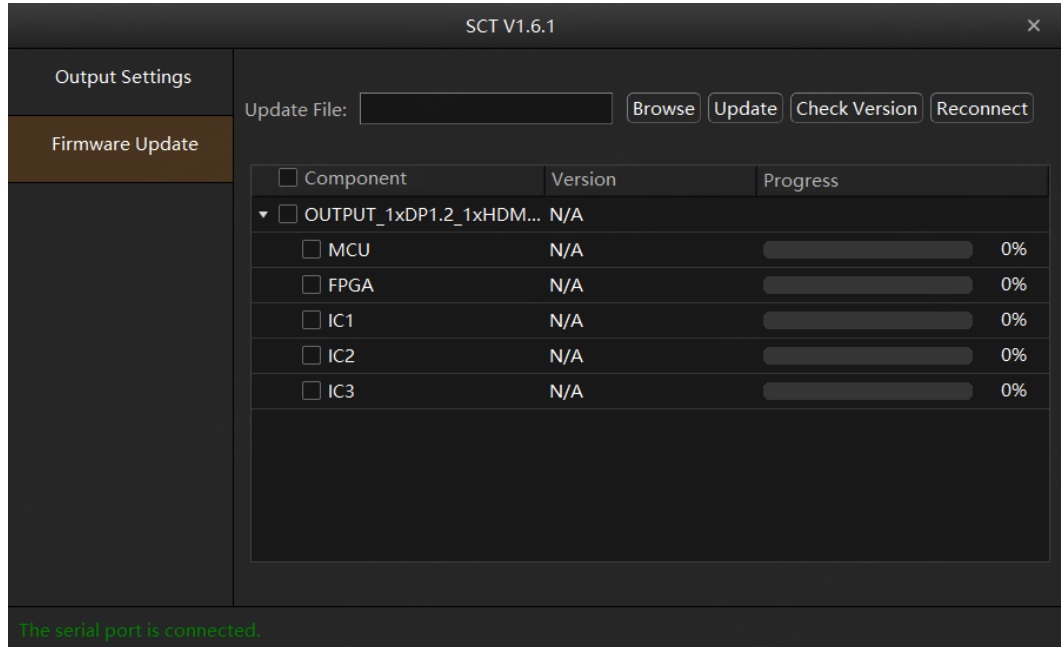 SCT V1.6.1 ×
Output Settings
Firmware Update
Update File: Browse Update Check Version Reconnect
Component Version Progress
OUTPUT_1xDP1.2_1xHDM... N/A
MCU N/A 0%
FPGA N/A 0%
IC1 N/A 0%
IC2 N/A 0%
IC3 N/A 0%
The serial port is connected.